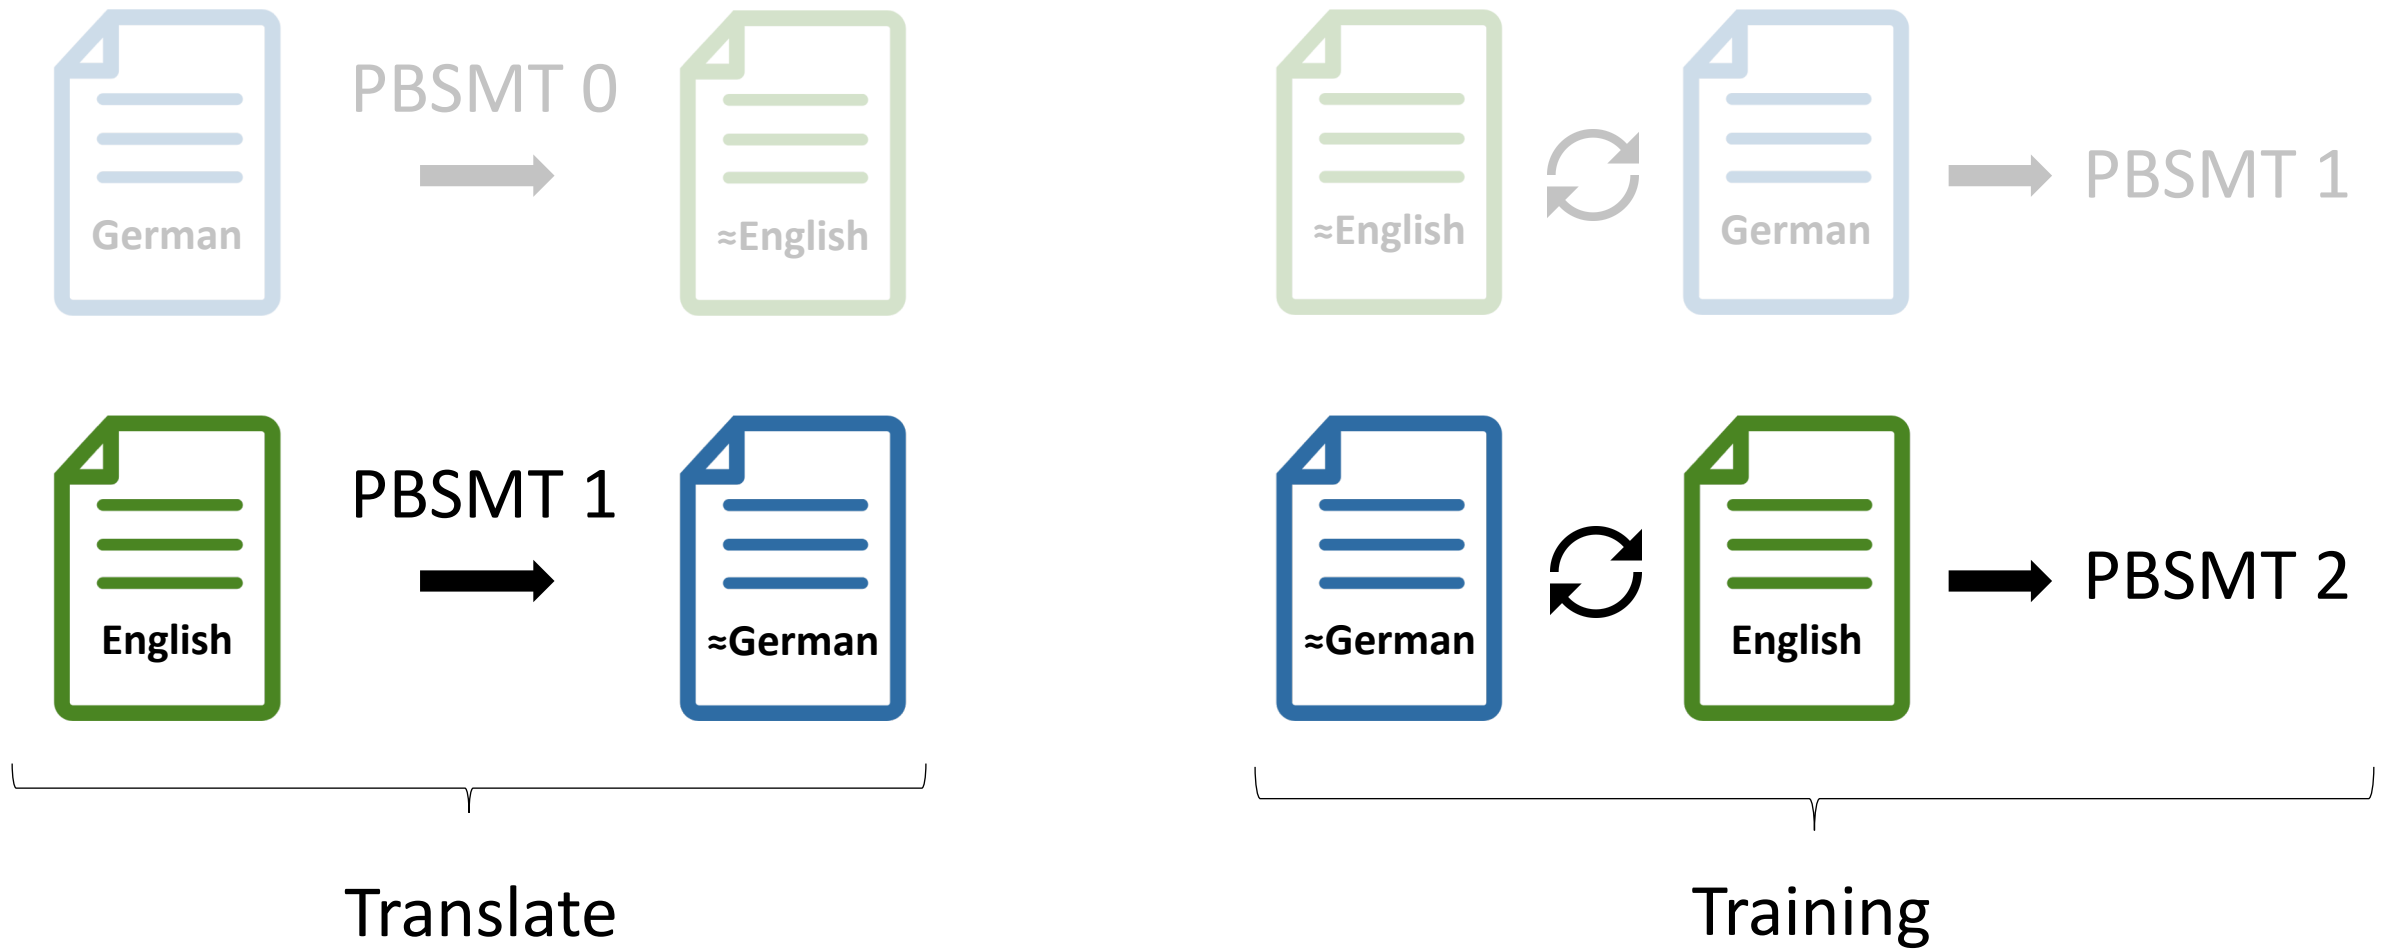 PBSMT 0
German
≈English
≈English
German
PBSMT 1
PBSMT 1
English
≈German
≈German
English
PBSMT 2
Translate
Training